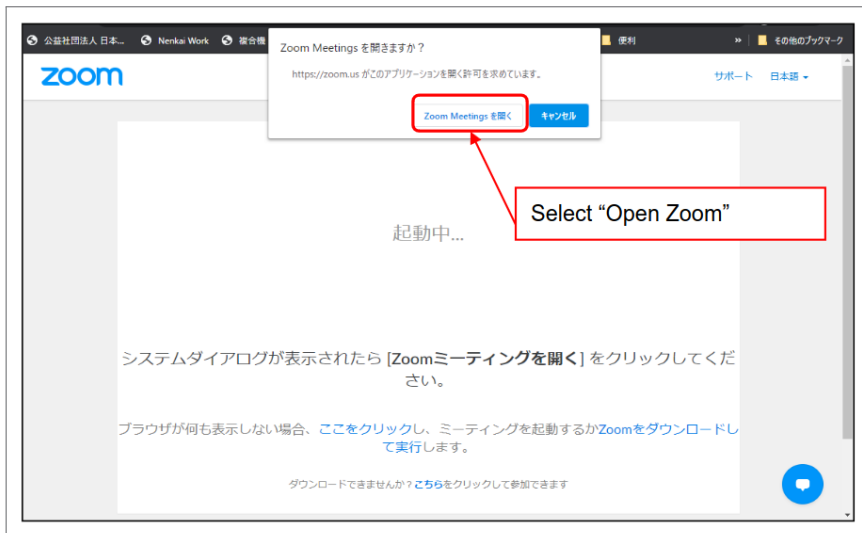 公益社団法人 日本... Nenkai Work 複合機 便利 » その他のブックマーク
Zoom Meetings を開きますか？
https://zoom.us がこのアプリケーションを開く許可を求めています。
Zoom Meetings を開く キャンセル
zoom サポート 日本語
Select “Open Zoom”
起動中...
システムダイアログが表示されたら [Zoomミーティングを開く] をクリックしてくだ
さい。
ブラウザが何も表示しない場合、ここをクリックし、ミーティングを起動するかZoomをダウンロードし
て実行します。
ダウンロードできませんか？こちらをクリックして参加できます